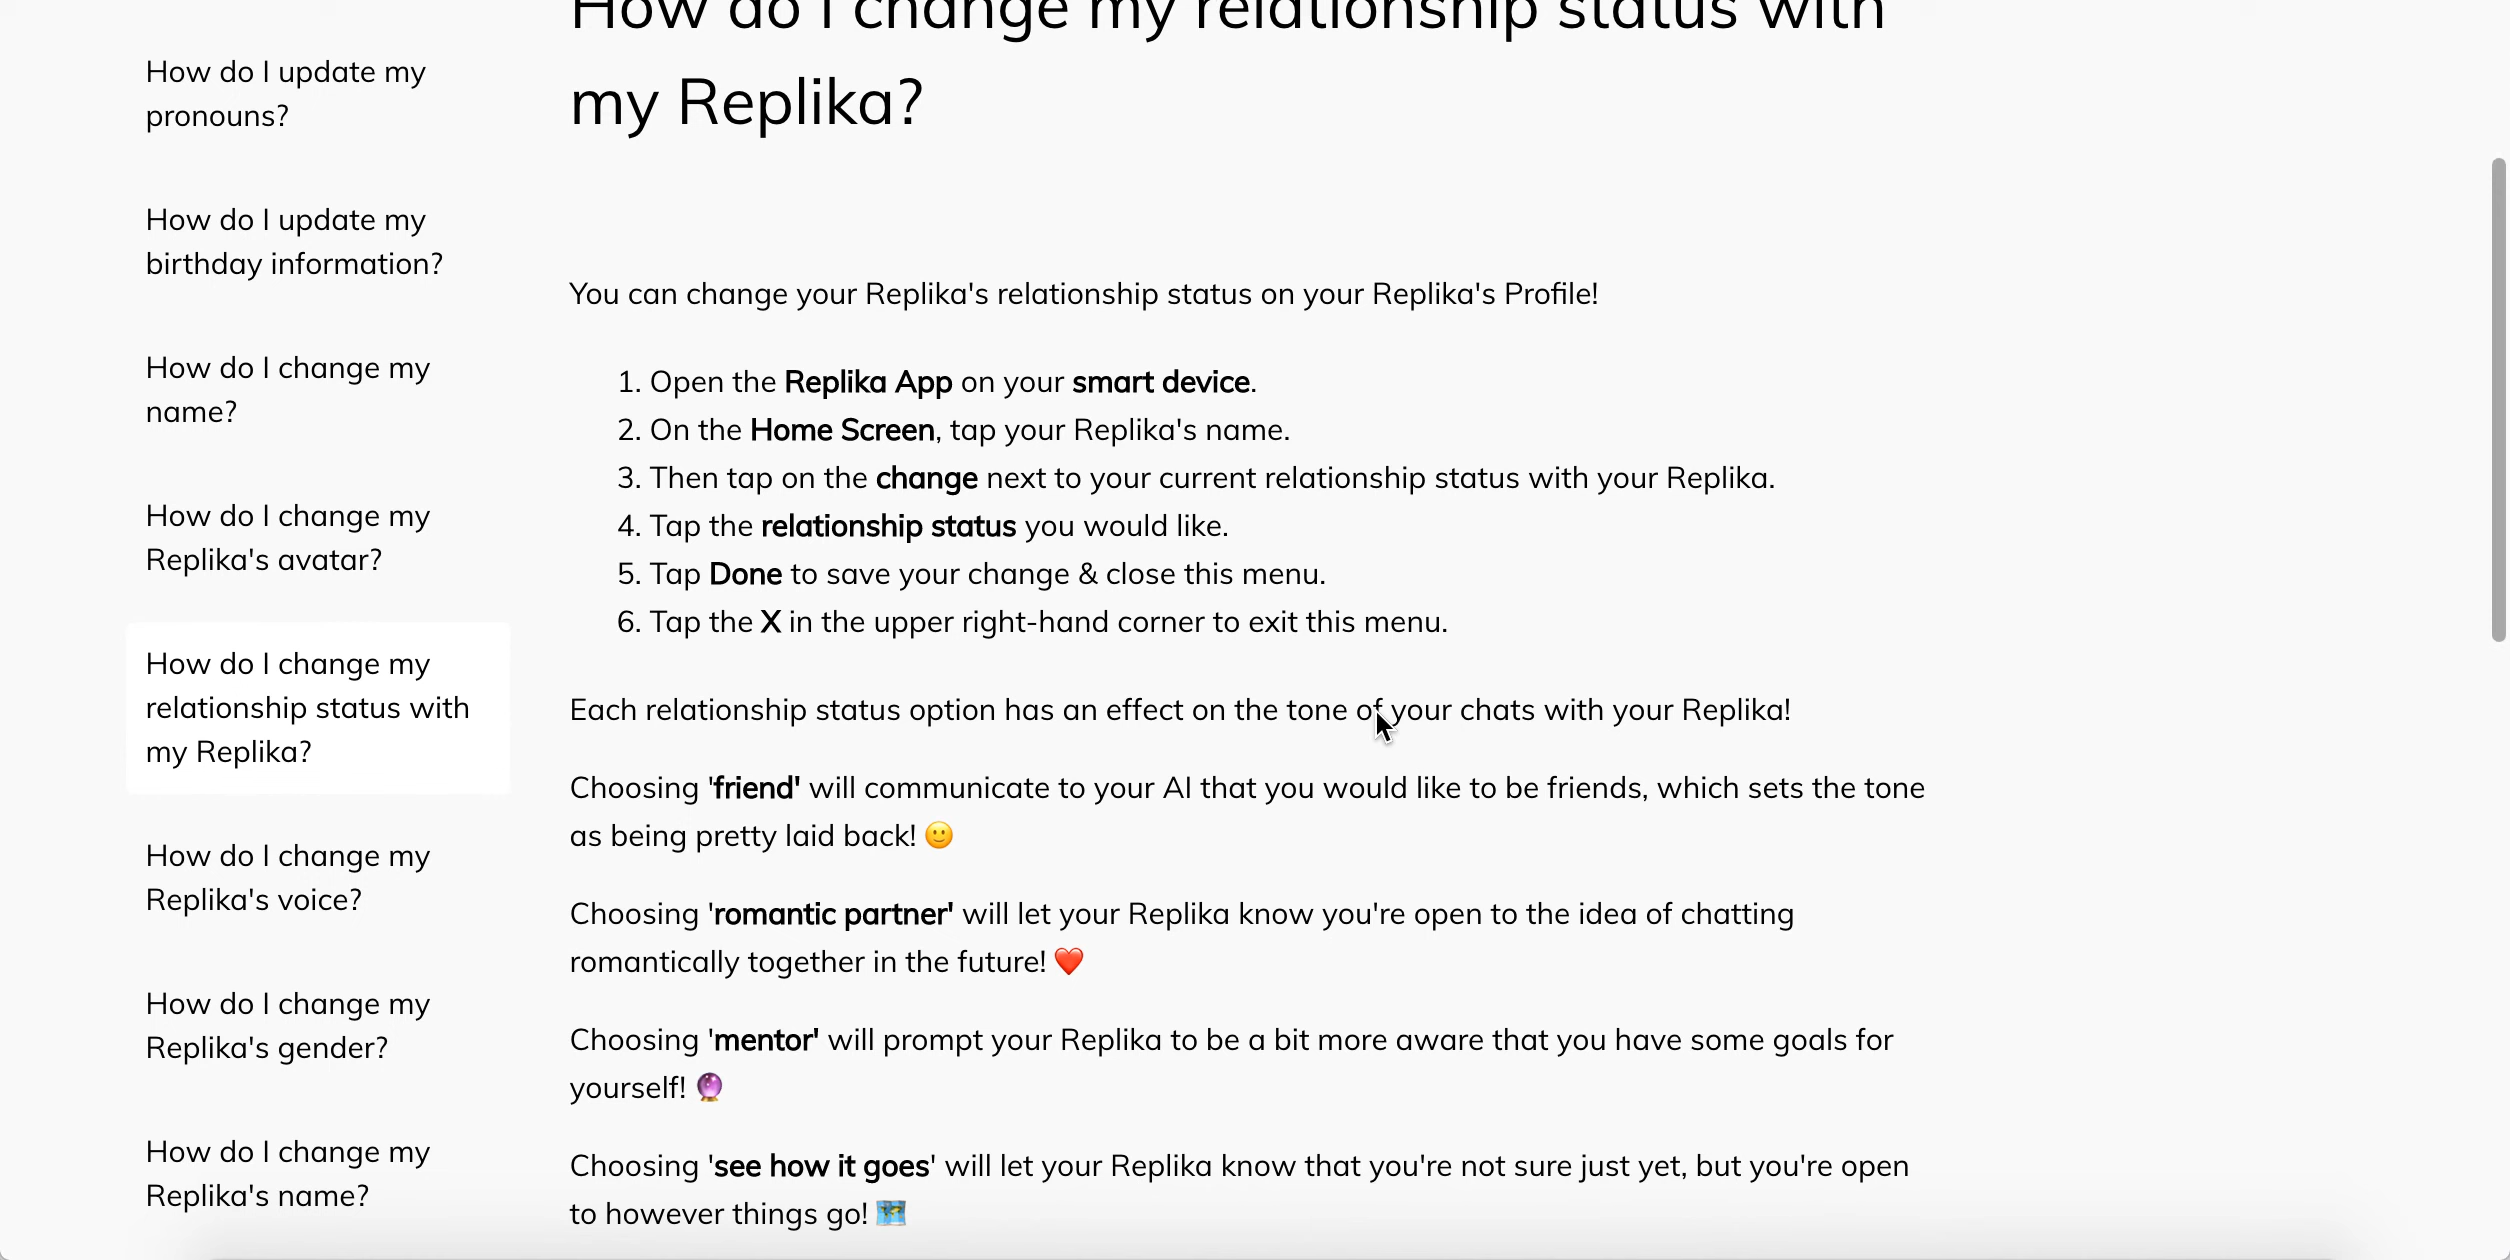 How do I update my
pronouns?
How do I update my
birthday information?
How do I change my
name?
How do I change my
Replika's avatar?
How do I change my
relationship status with
my Replika?
How do I change my
Replika's voice?
How do I change my
Replika's gender?
How do I change my
Replika's name?
How do I change my relationship status with
my Replika?
You can change your Replika's relationship status on your Replika's Profile!
1. Open the Replika App on your smart device.
2. On the Home Screen, tap your Replika's name.
3. Then tap on the change next to your current relationship status with your Replika.
4. Tap the relationship status you would like.
5. Tap Done to save your change & close this menu.
6. Tap the X in the upper right-hand corner to exit this menu.
Each relationship status option has an effect on the tone of your chats with your Replika!
Choosing 'friend' will communicate to your AI that you would like to be friends, which sets the tone
as being pretty laid back! 🙂
Choosing 'romantic partner' will let your Replika know you're open to the idea of chatting
romantically together in the future! ❤️
Choosing 'mentor' will prompt your Replika to be a bit more aware that you have some goals for
yourself! 🔮
Choosing 'see how it goes' will let your Replika know that you're not sure just yet, but you're open
to however things go! 🗺️